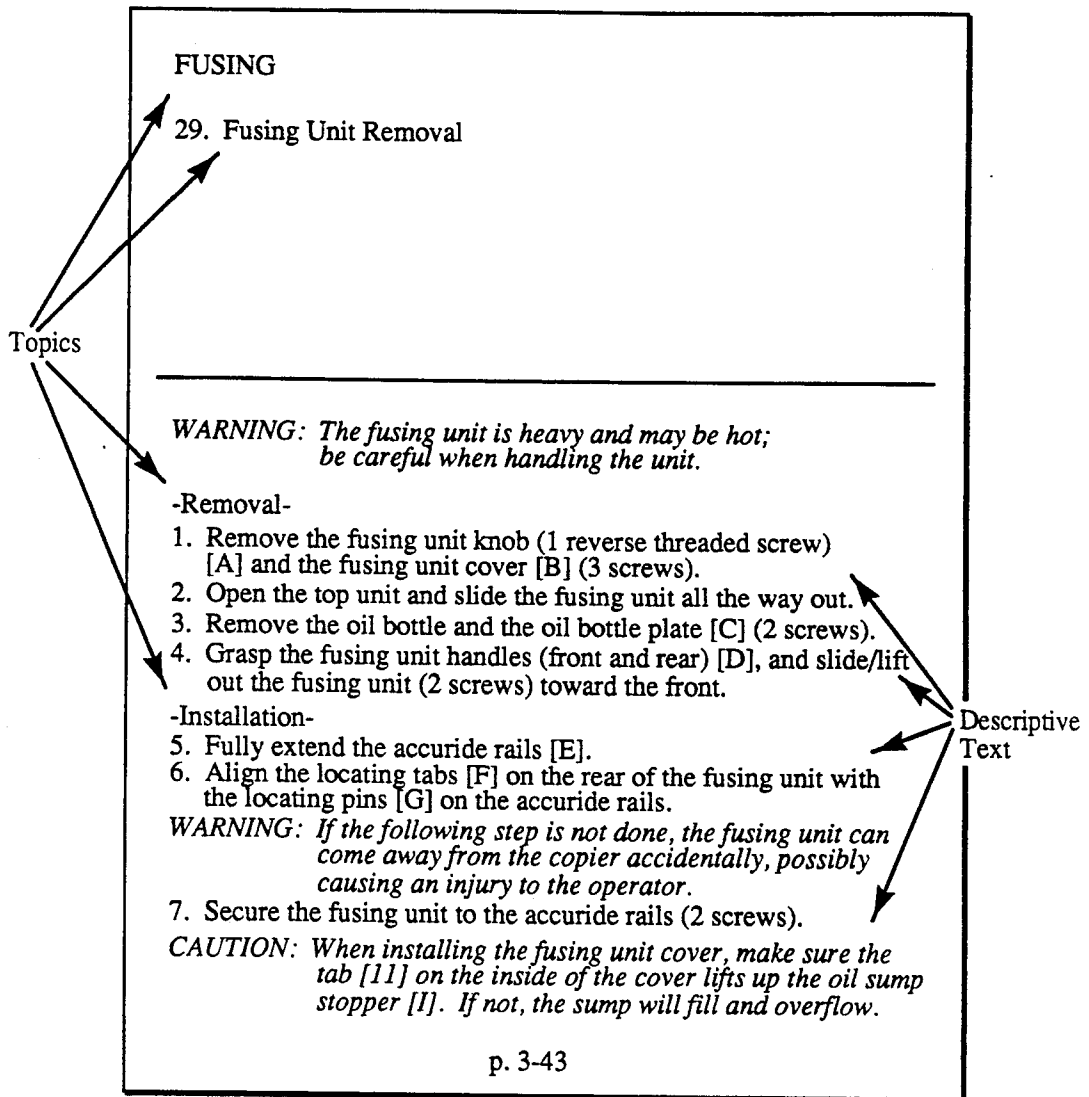 FUSING
29. Fusing Unit Removal
Topics
WARNING: The fusing unit is heavy and may be hot;
be careful when handling the unit.
-Removal-
1. Remove the fusing unit knob (1 reverse threaded screw)
[A] and the fusing unit cover [B] (3 screws).
2. Open the top unit and slide the fusing unit all the way out.
3. Remove the oil bottle and the oil bottle plate [C] (2 screws).
4. Grasp the fusing unit handles (front and rear) [D], and slide/lift
out the fusing unit (2 screws) toward the front.
-Installation-
5. Fully extend the accuride rails [E].
6. Align the locating tabs [F] on the rear of the fusing unit with
the locating pins [G] on the accuride rails.
WARNING: If the following step is not done, the fusing unit can
come away from the copier accidentally, possibly
causing an injury to the operator.
7. Secure the fusing unit to the accuride rails (2 screws).
CAUTION: When installing the fusing unit cover, make sure the
tab [11] on the inside of the cover lifts up the oil sump
stopper [I]. If not, the sump will fill and overflow.
Descriptive
Text
p. 3-43